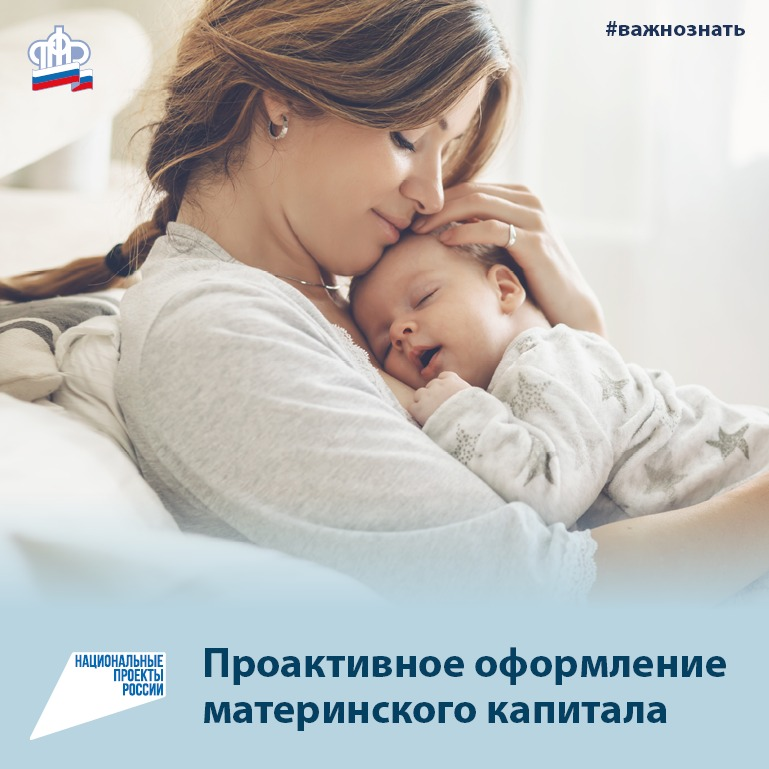 #важнознать
НАЦИОНАЛЬНЫЕ
ПРОЕКТЫ
РОССИИ
Проактивное оформление
материнского капитала